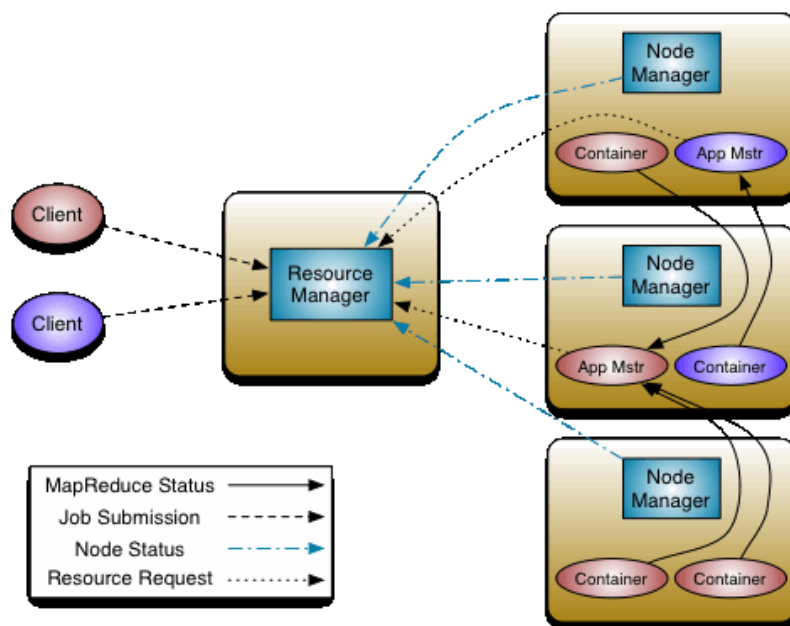 Client
Client
Resource
Manager
Node
Manager
Container
App Mstr
Node
Manager
App Mstr
Container
Node
Manager
Container
Container
MapReduce Status
Job Submission
Node Status
Resource Request